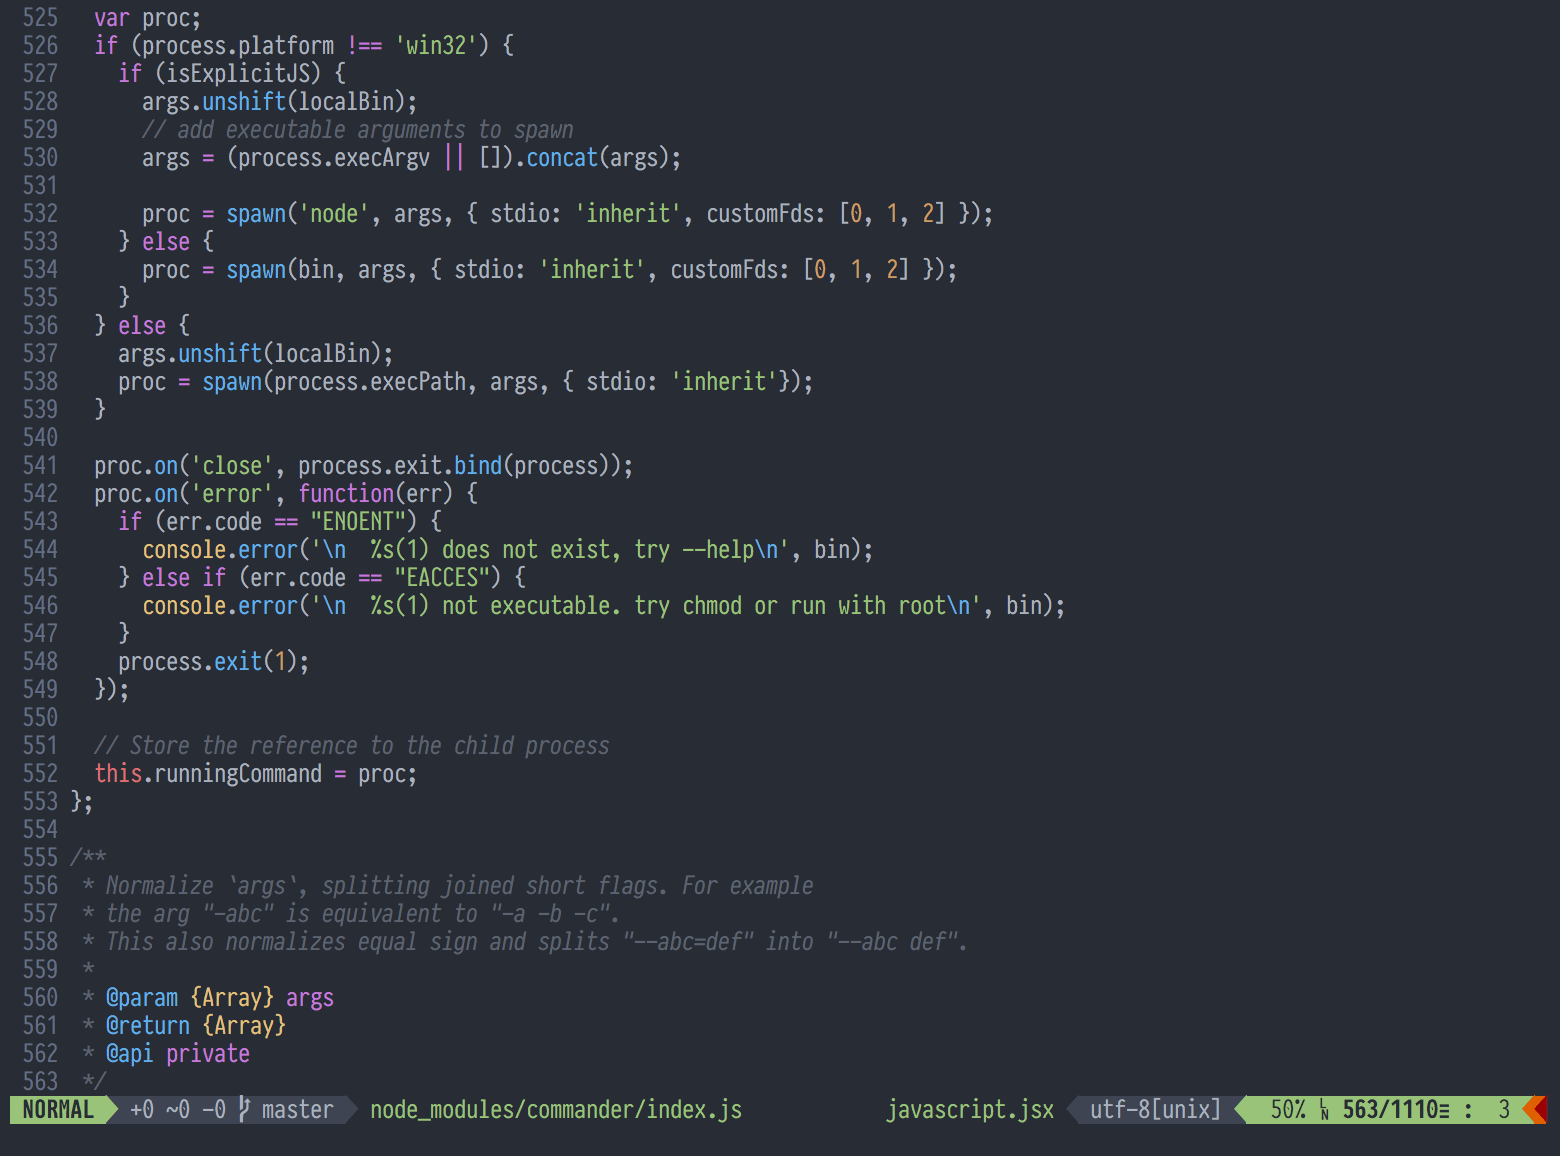 525   var proc;
526   if (process.platform !== 'win32') {
527     if (isExplicitJS) {
528       args.unshift(localBin);
529       // add executable arguments to spawn
530       args = (process.execArgv || []).concat(args);
531
532       proc = spawn('node', args, { stdio: 'inherit', customFds: [0, 1, 2] });
533     } else {
534       proc = spawn(bin, args, { stdio: 'inherit', customFds: [0, 1, 2] });
535     }
536   } else {
537     args.unshift(localBin);
538     proc = spawn(process.execPath, args, { stdio: 'inherit'});
539   }
540
541   proc.on('close', process.exit.bind(process));
542   proc.on('error', function(err) {
543     if (err.code == "ENOENT") {
544       console.error('\n  %s(1) does not exist, try --help\n', bin);
545     } else if (err.code == "EACCES") {
546       console.error('\n  %s(1) not executable. try chmod or run with root\n', bin);
547     }
548     process.exit(1);
549   });
550
551   // Store the reference to the child process
552   this.runningCommand = proc;
553 };
554
555 /**
556  * Normalize `args`, splitting joined short flags. For example
557  * the arg "-abc" is equivalent to "-a -b -c".
558  * This also normalizes equal sign and splits "--abc=def" into "--abc def".
559  *
560  * @param {Array} args
561  * @return {Array}
562  * @api private
563  */
NORMAL +0 ~0 -0 master node_modules/commander/index.js javascript.jsx utf-8[unix] 50% LN 563/1110≡ : 3